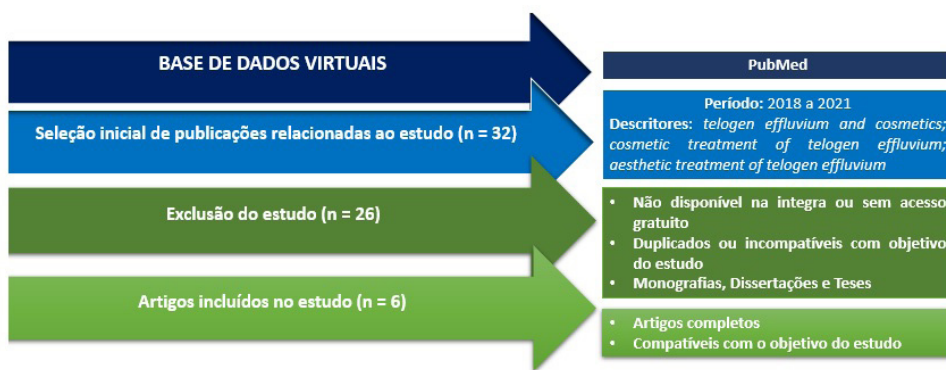 BASE DE DADOS VIRTUAIS
PubMed
Seleção inicial de publicações relacionadas ao estudo (n = 32)
Período: 2018 a 2021
Descritores: telogen effluvium and cosmetics;
cosmetic treatment of telogen effluvium;
aesthetic treatment of telogen effluvium
Exclusão do estudo (n = 26)
• Não disponível na integra ou sem acesso
gratuito
• Duplicados ou incompatíveis com objetivo
do estudo
• Monografias, Dissertações e Teses
Artigos incluídos no estudo (n = 6)
• Artigos completos
• Compatíveis com o objetivo do estudo